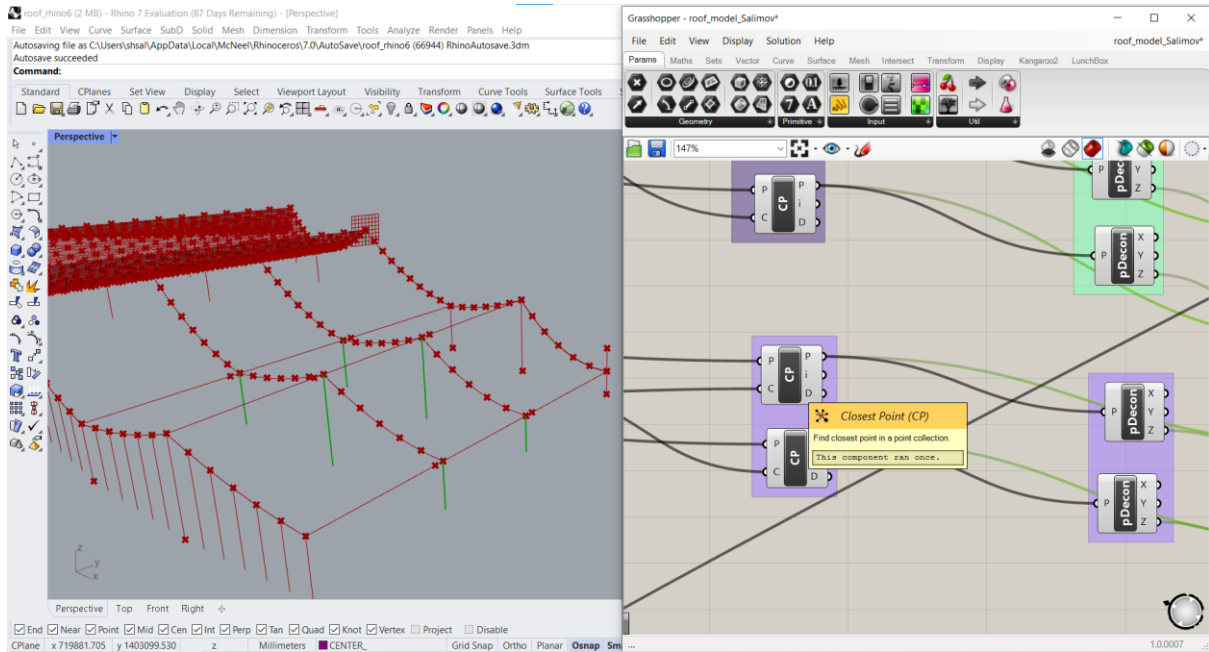 roof_rhino6 (2 MB) - Rhino 7 Evaluation (87 Days Remaining) - [Perspective]
File Edit View Curve Surface SubD Solid Mesh Dimension Transform Tools Analyze Render Panels Help
Autosaving file as C:\Users\shsal\AppData\Local\McNeel\Rhinoceros\7.0\AutoSave\roof_rhino6 (66944) RhinoAutosave.3dm
Autosave succeeded
Command:
Standard CPlanes Set View Display Select Viewport Layout Visibility Transform Curve Tools Surface Tools
Perspective
z
y
x
Perspective Top Front Right
End Near Point Mid Cen Int Perp Tan Quad Knot Vertex Project Disable
CPlane x 719881.705 y 1403099.530 z Millimeters CENTER_ Grid Snap Ortho Planar Osnap Sm
Grasshopper - roof_model_Salimov*
File Edit View Display Solution Help roof_model_Salimov*
Params Maths Sets Vector Curve Surface Mesh Intersect Transform Display Kangaroo2 LunchBox
Geometry Primitive Input Util
147%
P C CP P i D
P pDecon Y Z
P pDecon X Y Z
P C CP P i D
P pDecon X Y Z
Closest Point (CP)
Find closest point in a point collection.
This component ran once.
P C CP D
P pDecon X Y Z
... 1.0.0007